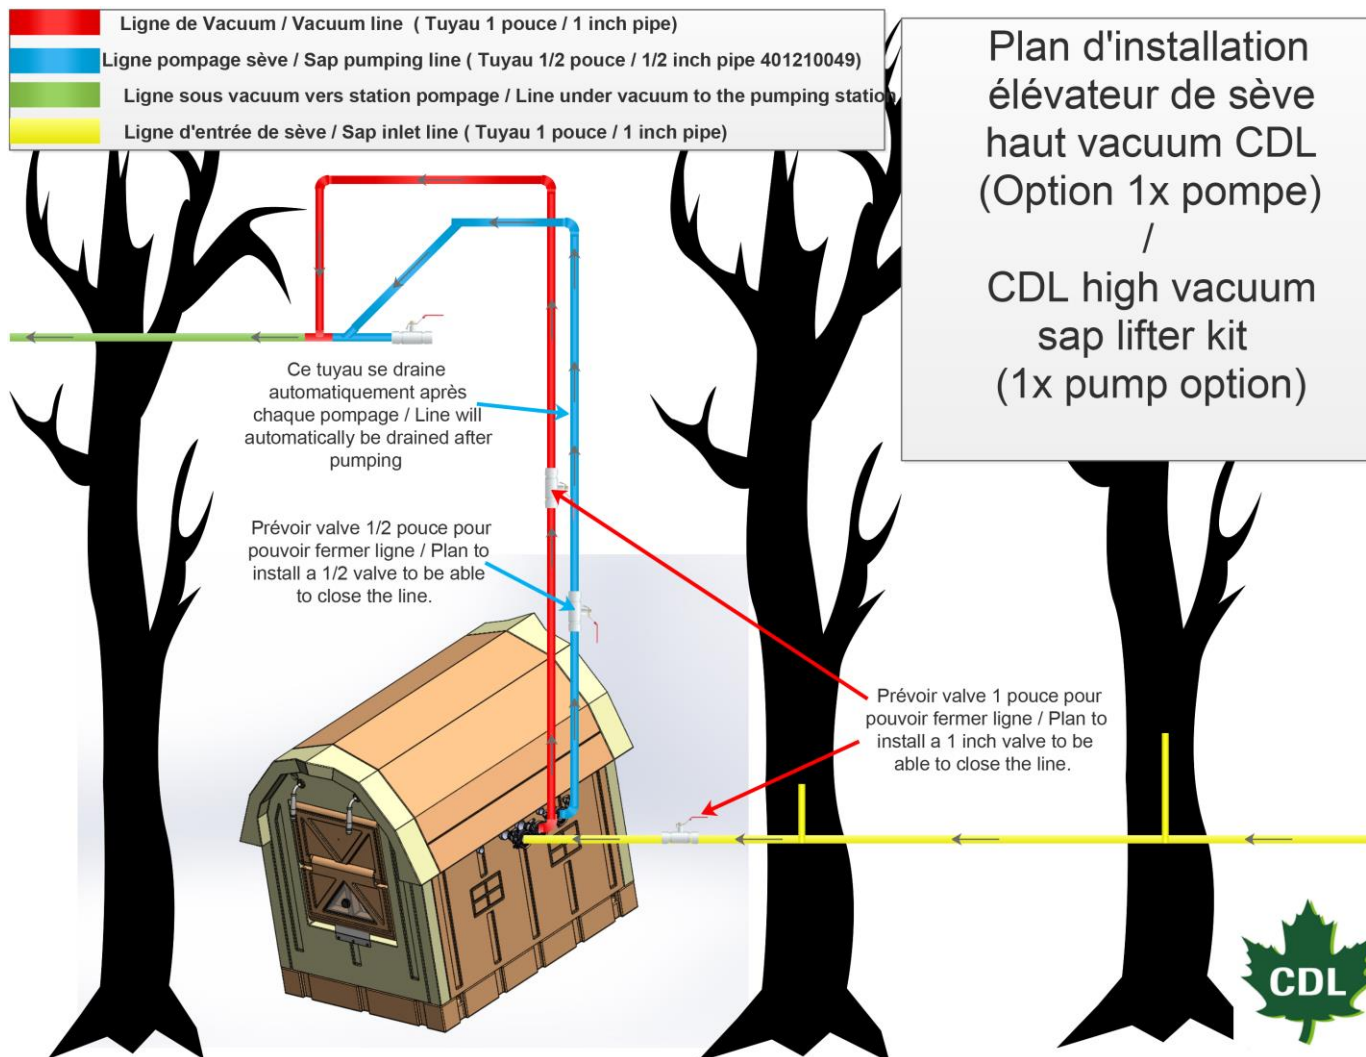 Ligne de Vacuum / Vacuum line ( Tuyau 1 pouce / 1 inch pipe)
Ligne pompage sève / Sap pumping line ( Tuyau 1/2 pouce / 1/2 inch pipe 401210049)
Ligne sous vacuum vers station pompage / Line under vacuum to the pumping station
Ligne d'entrée de sève / Sap inlet line ( Tuyau 1 pouce / 1 inch pipe)
Plan d'installation
élévateur de sève
haut vacuum CDL
(Option 1x pompe)
/
CDL high vacuum
sap lifter kit
(1x pump option)
Ce tuyau se draine
automatiquement après
chaque pompage / Line will
automatically be drained after
pumping
Prévoir valve 1/2 pouce pour
pouvoir fermer ligne / Plan to
install a 1/2 valve to be able
to close the line.
Prévoir valve 1 pouce pour
pouvoir fermer ligne / Plan to
install a 1 inch valve to be
able to close the line.
CDL